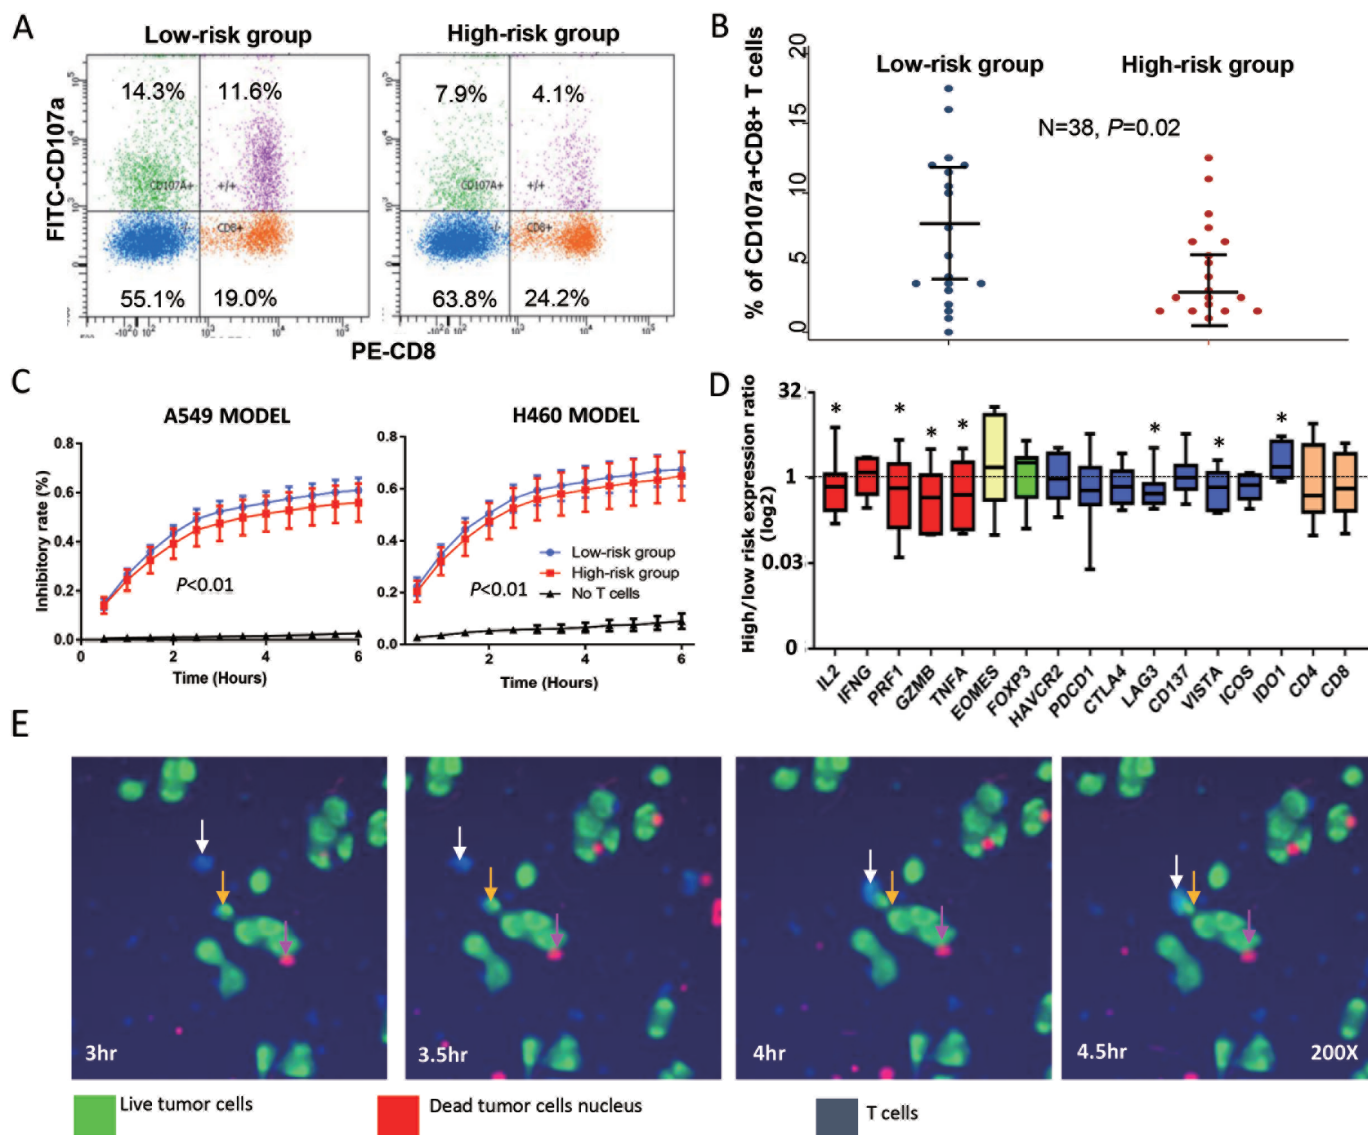 A
Low-risk group
High-risk group
14.3%
11.6%
CD107A+
+/+
-/-
CD8+
55.1%
19.0%
7.9%
4.1%
CD107A+
+/+
-/-
CD8+
63.8%
24.2%
FITC-CD107a
PE-CD8
B
% of CD107a+CD8+ T cells
20
15
10
5
0
Low-risk group
High-risk group
N=38, P=0.02
C
A549 MODEL
Inhibitory rate (%)
0.8
0.6
0.4
0.2
0.0
P<0.01
0 2 4 6
Time (Hours)
H460 MODEL
0.8
0.6
0.4
0.2
0.0
Low-risk group
High-risk group
No T cells
P<0.01
2 4 6
Time (Hours)
D
High/low risk expression ratio
(log2)
32
1
0.03
0
* * * * * * *
IL2 IFNG PRF1 GZMB TNFA EOMES FOXP3 HAVCR2 PDCD1 CTLA4 LAG3 CD137 VISTA ICOS IDO1 CD4 CD8
E
3hr
3.5hr
4hr
4.5hr
200X
Live tumor cells
Dead tumor cells nucleus
T cells